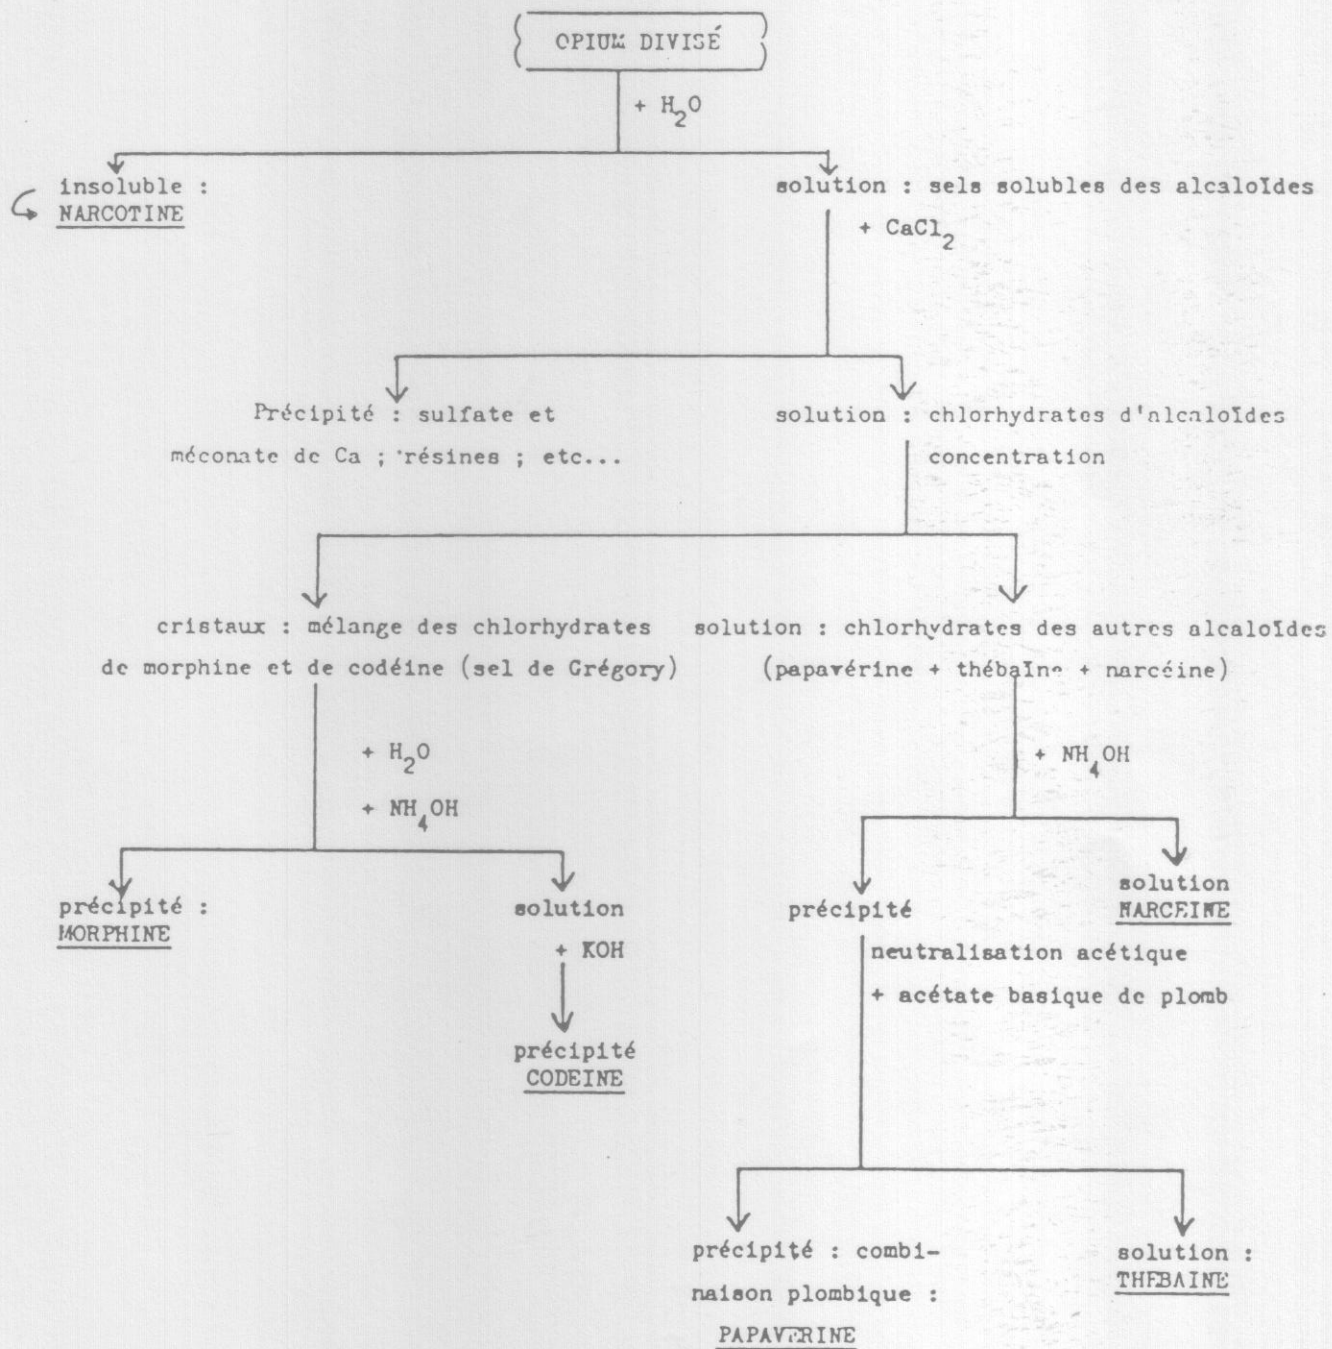 OPIUM DIVISÉ
+ H2O
insoluble :
NARCOTINE
solution : sels solubles des alcaloïdes
+ CaCl2
Précipité : sulfate et
méconate de Ca ; résines ; etc...
solution : chlorhydrates d'alcaloïdes
concentration
cristaux : mélange des chlorhydrates
de morphine et de codéine (sel de Grégory)
solution : chlorhydrates des autres alcaloïdes
(papavérine + thébaïne + narcéine)
+ H2O
+ NH4OH
+ NH4OH
précipité :
MORPHINE
solution
+ KOH
précipité
CODEINE
précipité
solution
NARCEINE
neutralisation acétique
+ acétate basique de plomb
précipité : combi-
naison plombique :
PAPAVERINE
solution :
THEBAINE